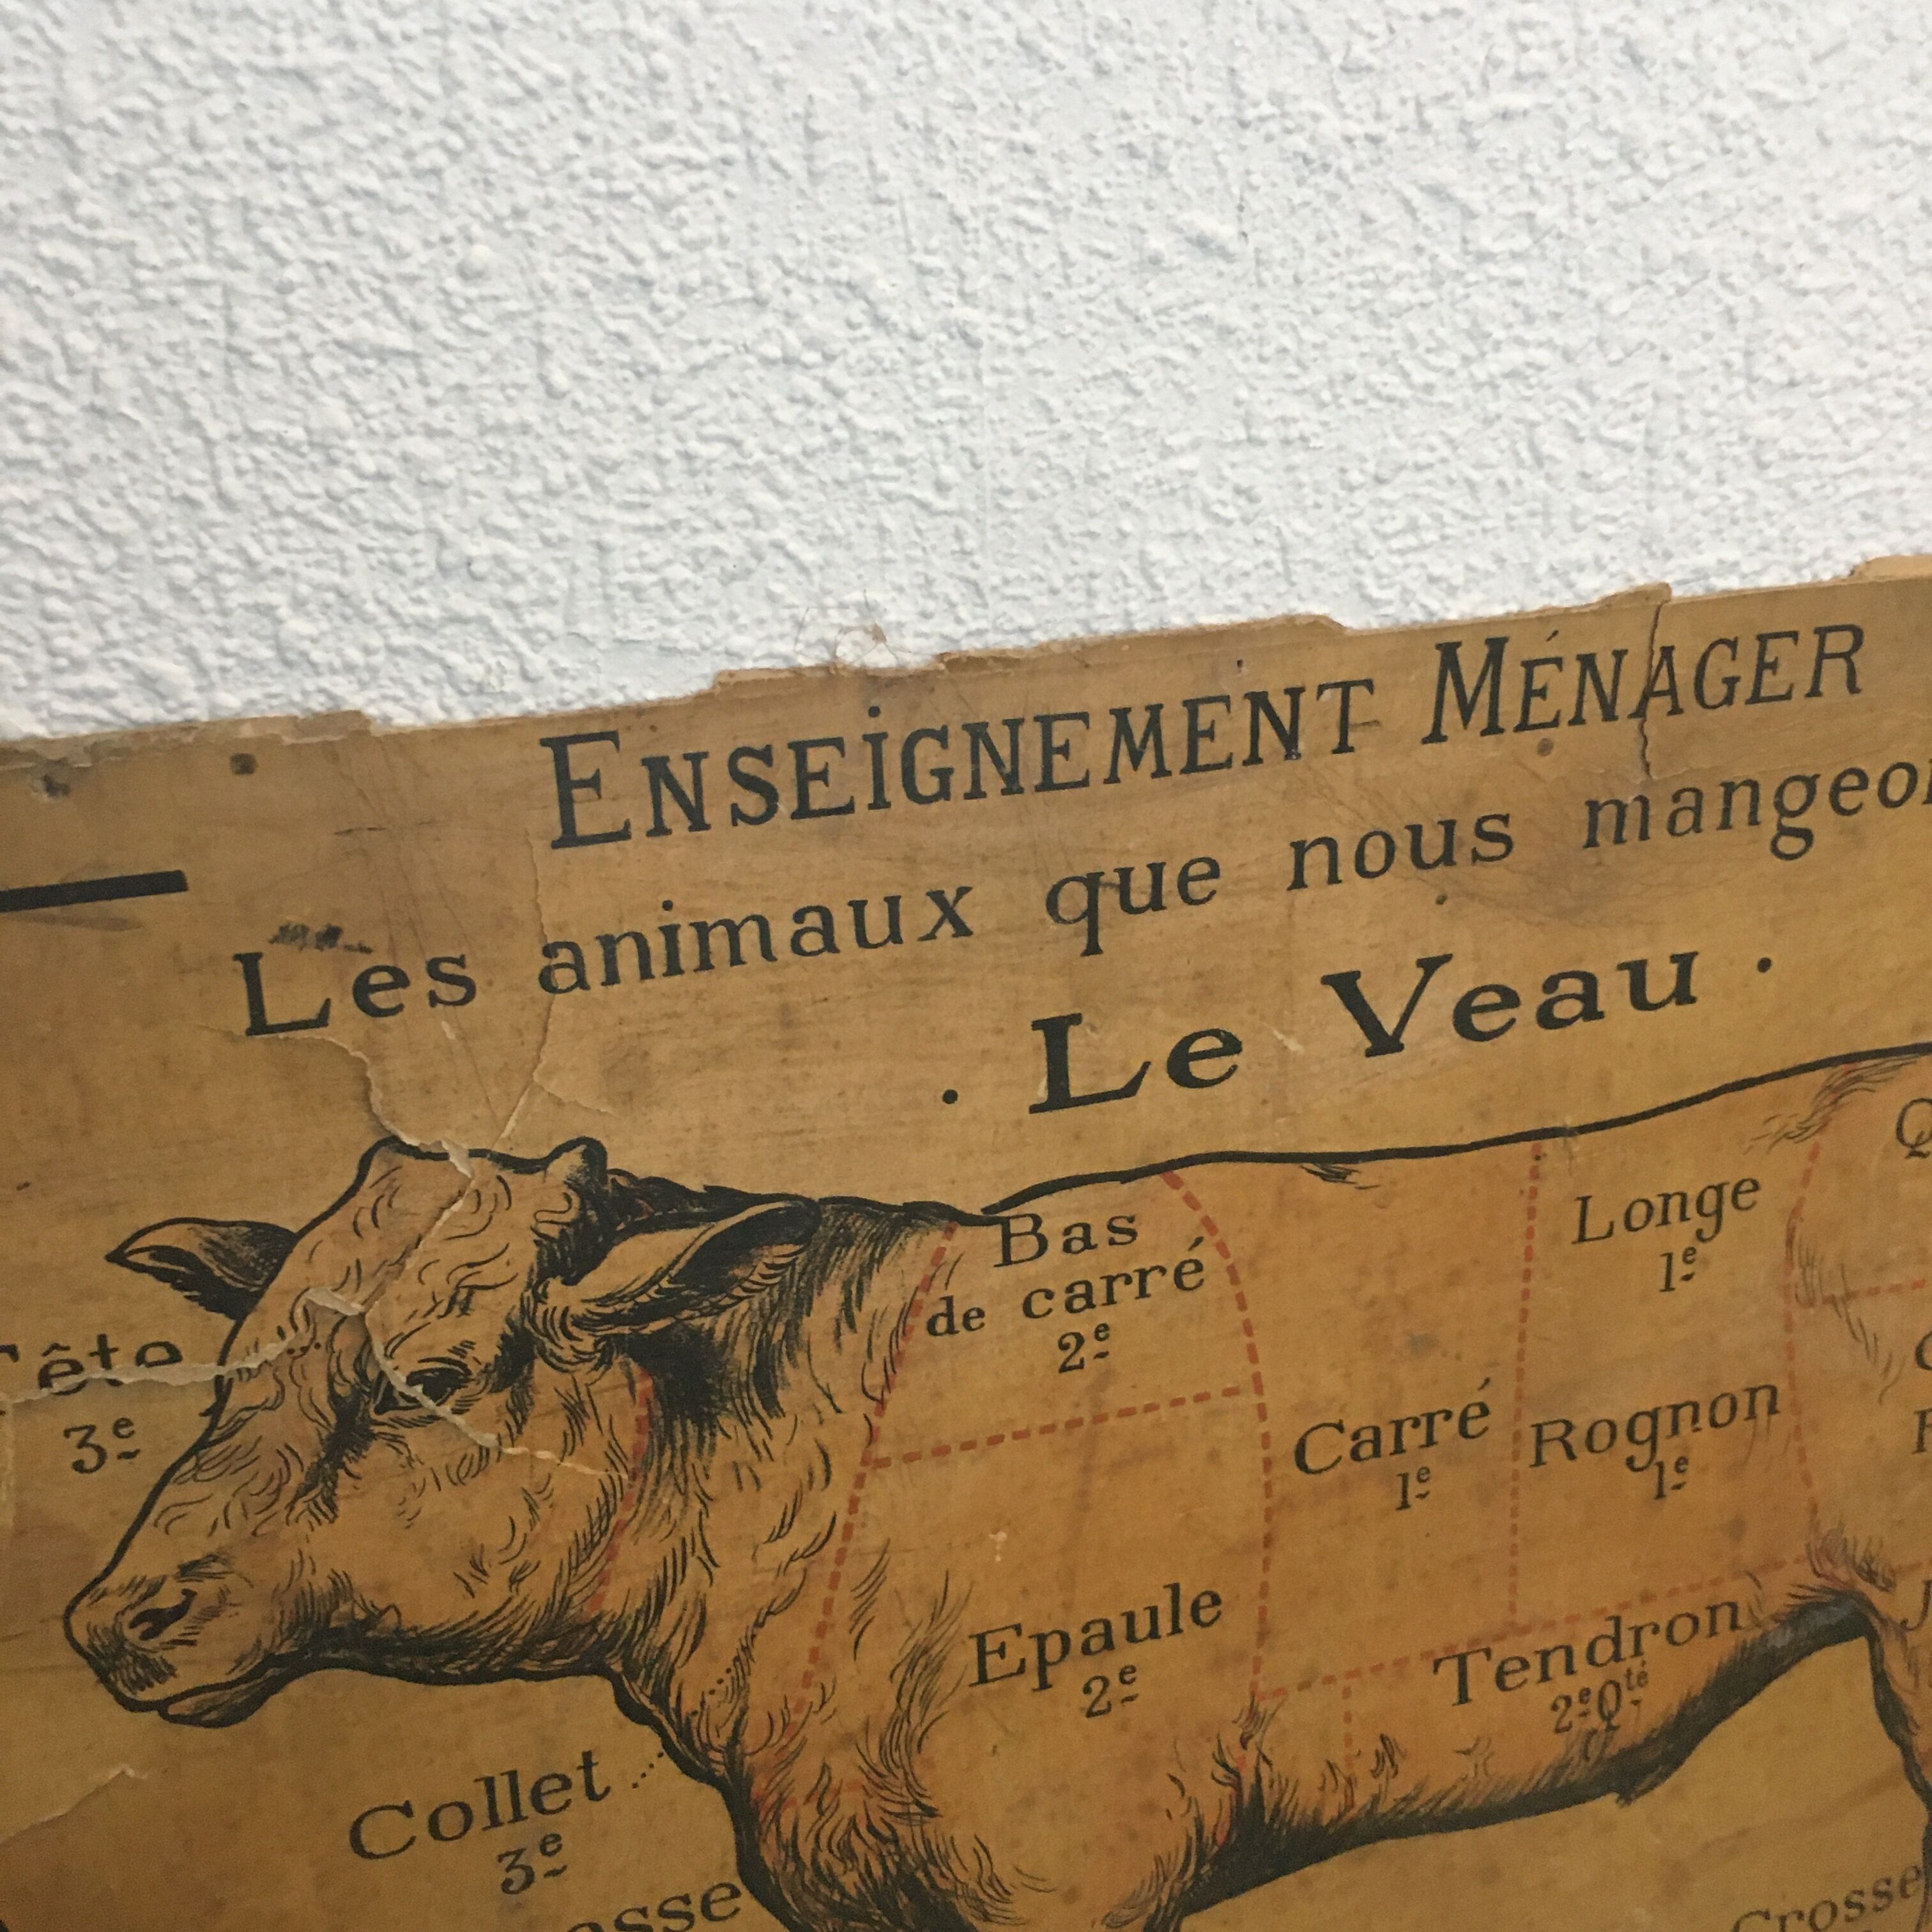 ENSEIGNEMENT MÉNAGER
Les animaux que nous
. Le Veau .
Longe
1e
Bas
de carré
2e
Tête
3e
Carré
1e
Rognon
1e
Epaule
2e
Tendron
2e Qté
Collet
3e